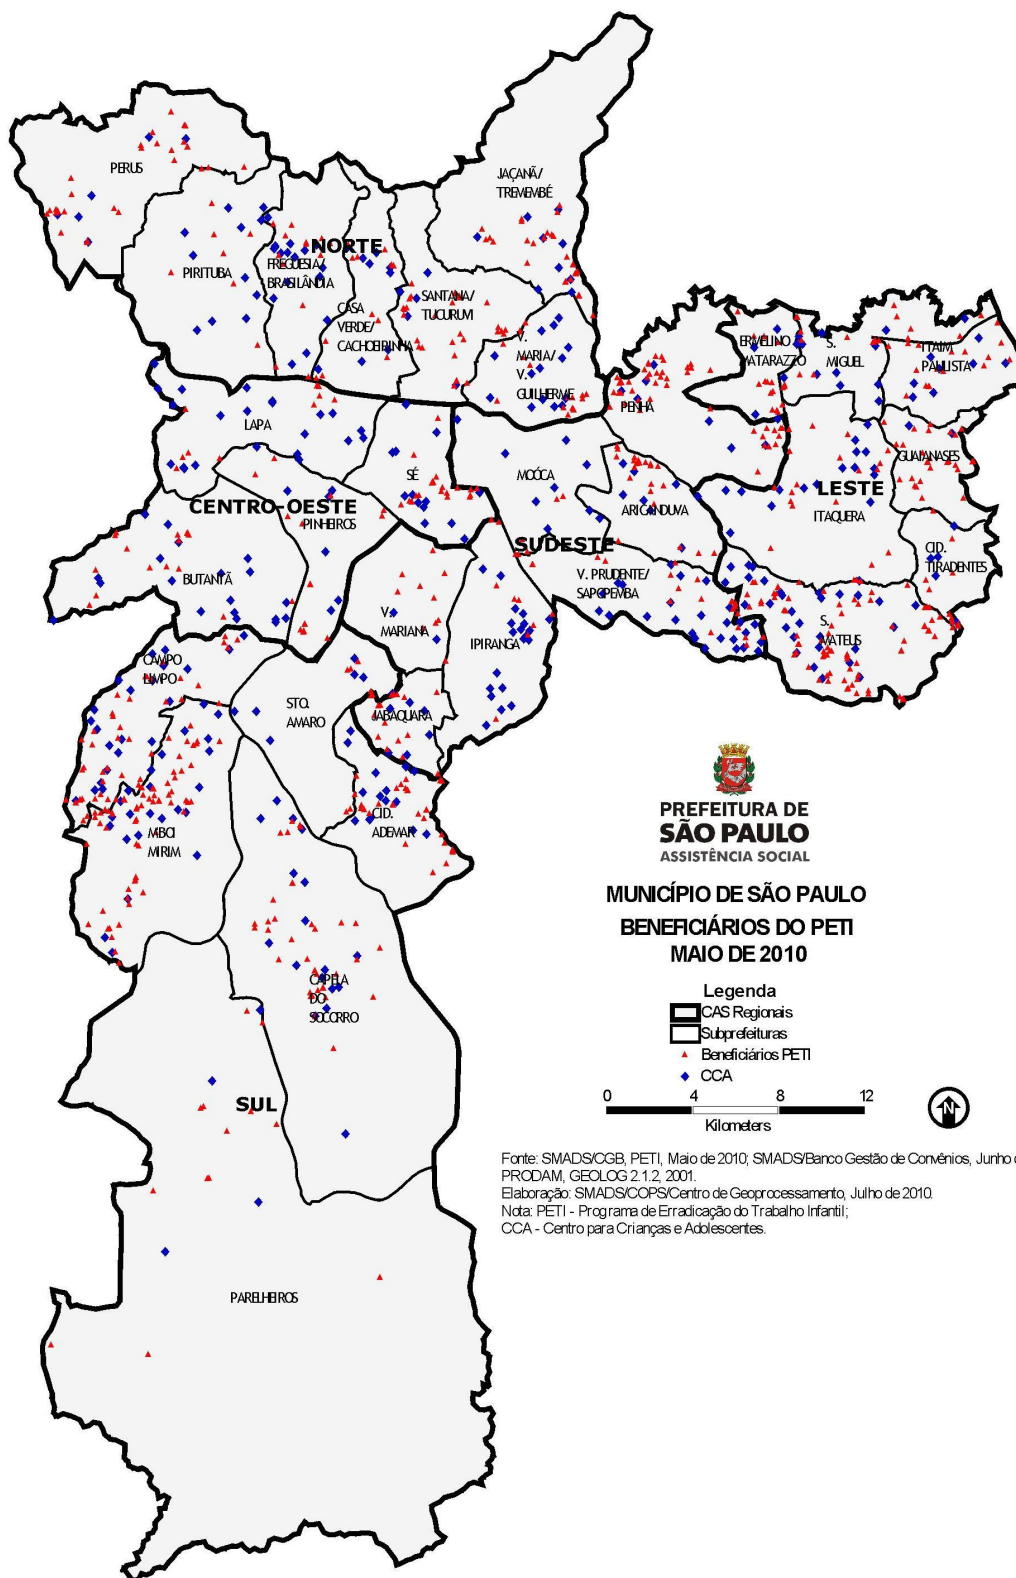 JAÇANÃ/
TREMEMBÉ
PERUS
NORTE
PIRITUBA
FREGUESIA/
BRASILÂNDIA
SANTANA/
TUCURUVI
CASA
VERDE/
CACHOEIRINHA
V.
MARIA/
V.
GUILHERME
ERMELINO
MATARAZZO
S.
MIGUEL
ITAIM
PAULISTA
PENHA
LAPA
SÉ
MOÓCA
GUAIANASES
LESTE
ITAQUERA
CENTRO-OESTE
PINHEIROS
ARICANDUVA
SUDESTE
CID.
TIRADENTES
BUTANTÃ
V. PRUDENTE/
SAPOPEMBA
V.
MARIANA
IPIRANGA
S.
MATEUS
CAMPO
LIMPO
STO.
AMARO
JABAQUARA
CID.
ADEMAR
M'BOI
MIRIM
CAPELA
DO
SOCORRO
SUL
PARELHEIROS
PREFEITURA DE
SÃO PAULO
ASSISTÊNCIA SOCIAL
MUNICÍPIO DE SÃO PAULO
BENEFICIÁRIOS DO PETI
MAIO DE 2010
Legenda
CAS Regionais
Subprefeituras
Beneficiários PETI
CCA
0 4 8 12
Kilometers
N
Fonte: SMADS/CGB, PETI, Maio de 2010; SMADS/Banco Gestão de Convênios, Junho
PRODAM, GEOLOG 2.1.2, 2001.
Elaboração: SMADS/COPS/Centro de Geoprocessamento, Julho de 2010.
Nota: PETI - Programa de Erradicação do Trabalho Infantil;
CCA - Centro para Crianças e Adolescentes.